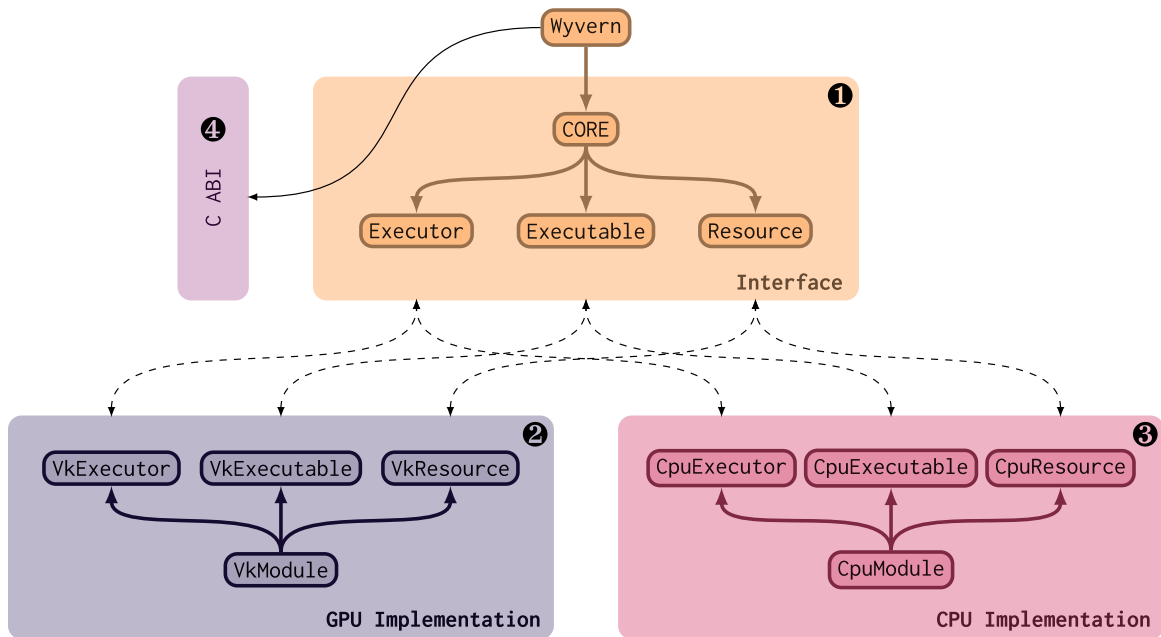 Wyvern
❶
❹
CORE
C ABI
Executor Executable Resource
Interface
❷
❸
VkExecutor VkExecutable VkResource
CpuExecutor CpuExecutable CpuResource
VkModule
CpuModule
GPU Implementation
CPU Implementation